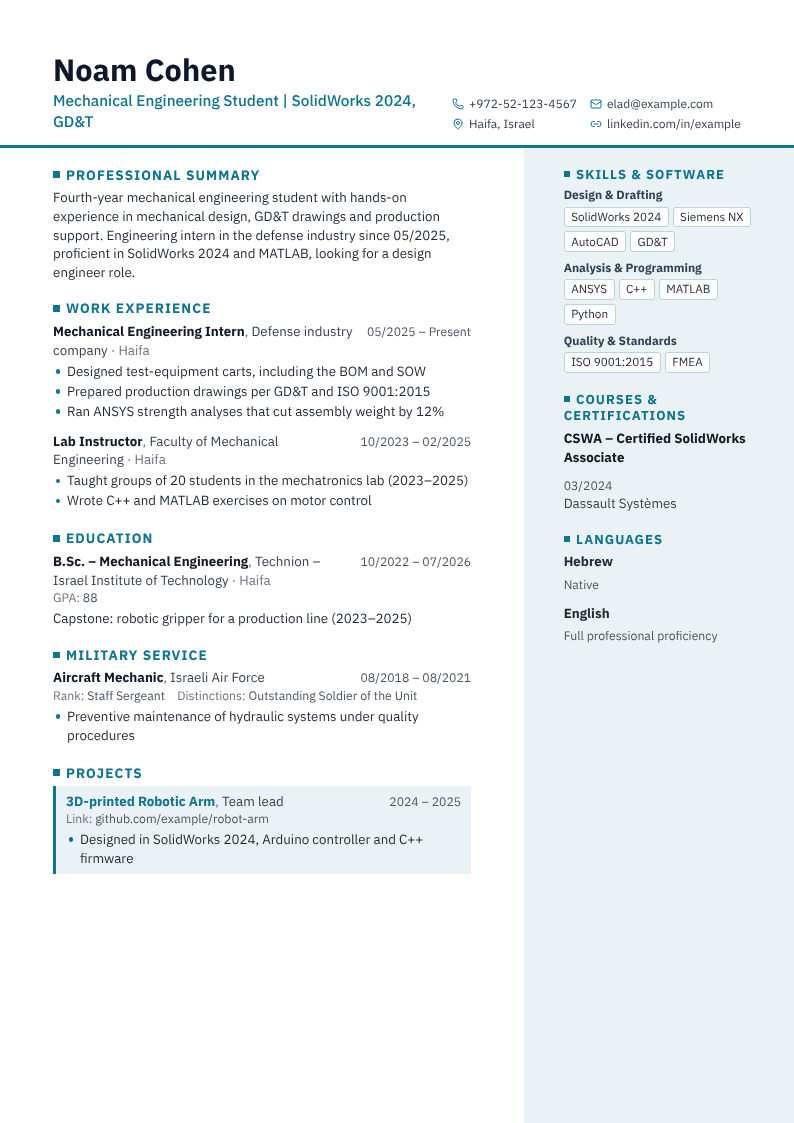 Noam Cohen
Mechanical Engineering Student | SolidWorks 2024,
GD&T
+972-52-123-4567
elad@example.com
Haifa, Israel
linkedin.com/in/example
PROFESSIONAL SUMMARY
Fourth-year mechanical engineering student with hands-on
experience in mechanical design, GD&T drawings and production
support. Engineering intern in the defense industry since 05/2025,
proficient in SolidWorks 2024 and MATLAB, looking for a design
engineer role.
WORK EXPERIENCE
Mechanical Engineering Intern, Defense industry 05/2025 – Present
company · Haifa
• Designed test-equipment carts, including the BOM and SOW
• Prepared production drawings per GD&T and ISO 9001:2015
• Ran ANSYS strength analyses that cut assembly weight by 12%
Lab Instructor, Faculty of Mechanical 10/2023 – 02/2025
Engineering · Haifa
• Taught groups of 20 students in the mechatronics lab (2023–2025)
• Wrote C++ and MATLAB exercises on motor control
EDUCATION
B.Sc. – Mechanical Engineering, Technion – 10/2022 – 07/2026
Israel Institute of Technology · Haifa
GPA: 88
Capstone: robotic gripper for a production line (2023–2025)
MILITARY SERVICE
Aircraft Mechanic, Israeli Air Force 08/2018 – 08/2021
Rank: Staff Sergeant Distinctions: Outstanding Soldier of the Unit
• Preventive maintenance of hydraulic systems under quality
procedures
PROJECTS
3D-printed Robotic Arm, Team lead 2024 – 2025
Link: github.com/example/robot-arm
• Designed in SolidWorks 2024, Arduino controller and C++
firmware
SKILLS & SOFTWARE
Design & Drafting
SolidWorks 2024 Siemens NX
AutoCAD GD&T
Analysis & Programming
ANSYS C++ MATLAB
Python
Quality & Standards
ISO 9001:2015 FMEA
COURSES &
CERTIFICATIONS
CSWA – Certified SolidWorks
Associate
03/2024
Dassault Systèmes
LANGUAGES
Hebrew
Native
English
Full professional proficiency